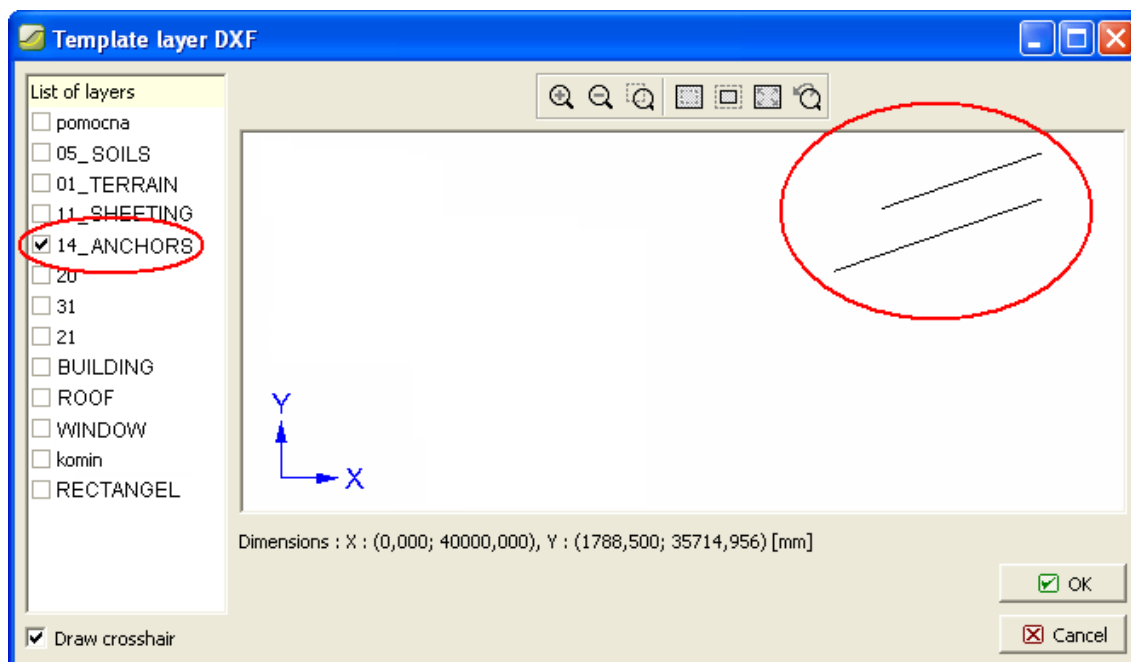 Template layer DXF
List of layers
pomocna
05_SOILS
01_TERRAIN
11_SHEETING
14_ANCHORS
20
31
21
BUILDING
ROOF
WINDOW
komin
RECTANGEL
Y
X
Dimensions : X : (0,000; 40000,000), Y : (1788,500; 35714,956) [mm]
OK
Draw crosshair
Cancel